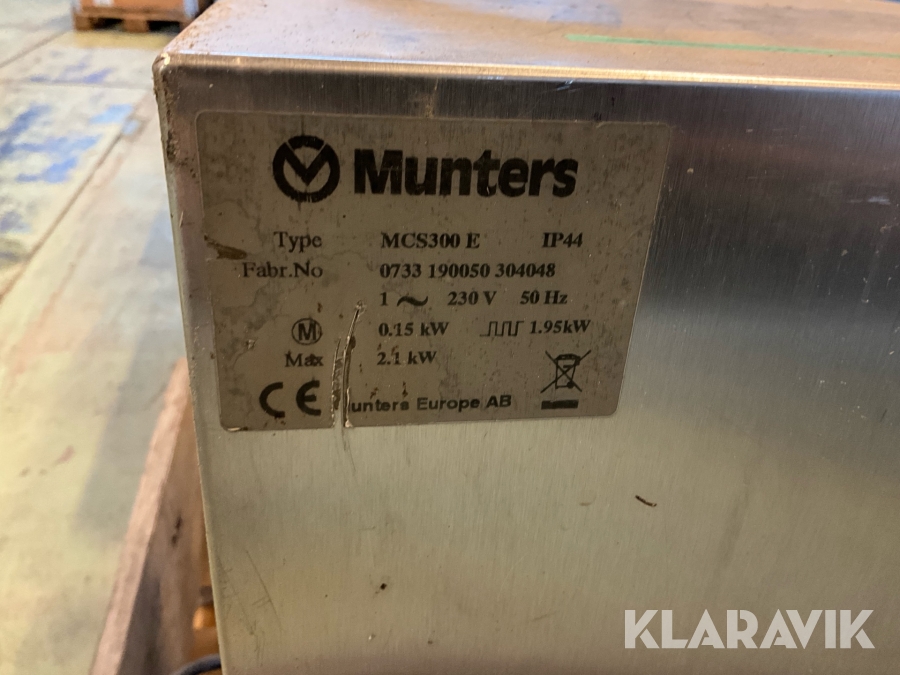 Munters
Type MCS300 E IP44
Fabr.No 0733 190050 304048
1 ~ 230 V 50 Hz
M 0.15 kW 1.95kW
Max 2.1 kW
CE unters Europe AB
KLARAVIK